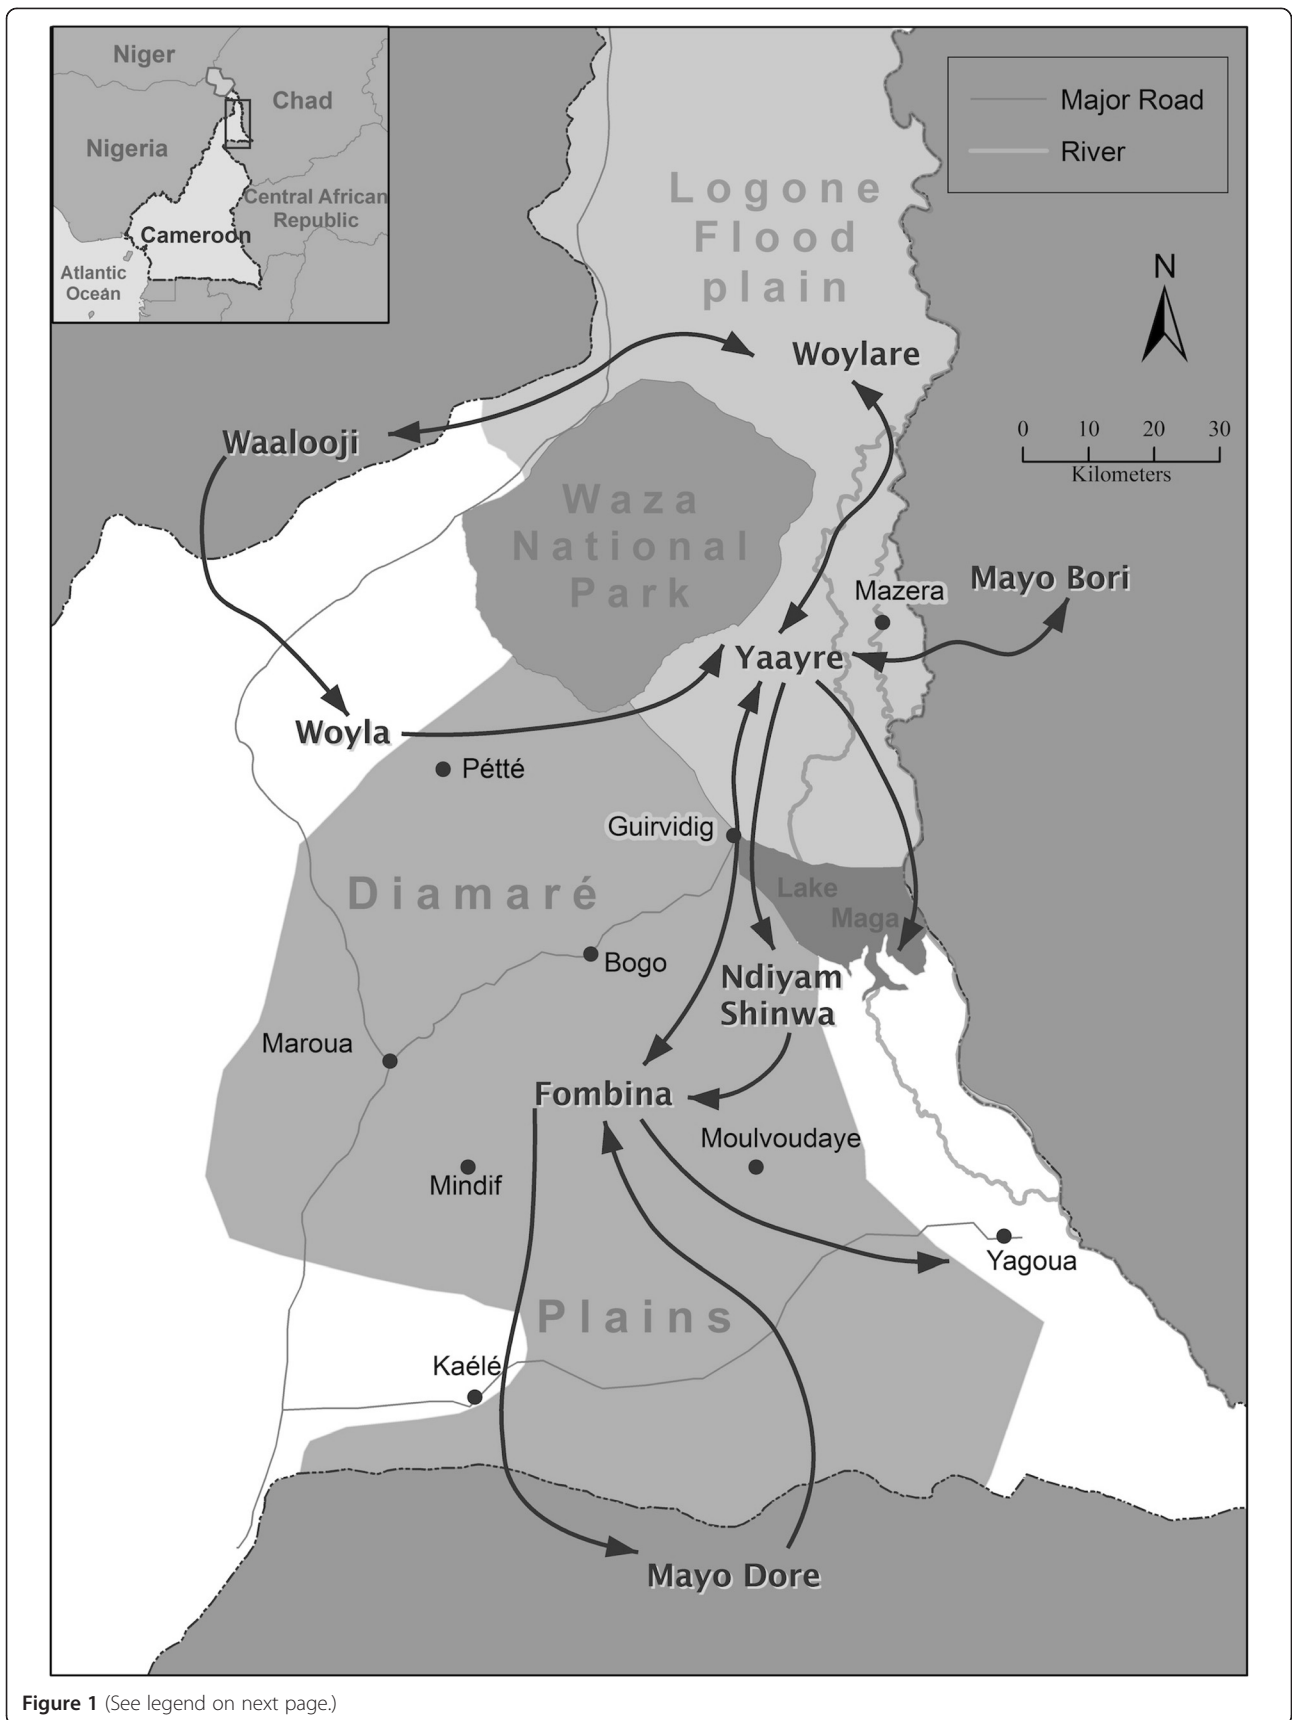 Niger
Chad
Nigeria
Central African
Republic
Cameroon
Atlantic
Ocean
Major Road
River
Logone
Flood
plain
N
Woylare
0 10 20 30
Kilometers
Waalooji
Waza
National
Park
Mayo Bori
Mazera
Yaayre
Woyla
Pétté
Guirvidig
Diamaré
Lake
Maga
Bogo
Ndiyam
Shinwa
Maroua
Fombina
Moulvoudaye
Mindif
Yagoua
Plains
Kaélé
Mayo Dore
Figure 1 (See legend on next page.)